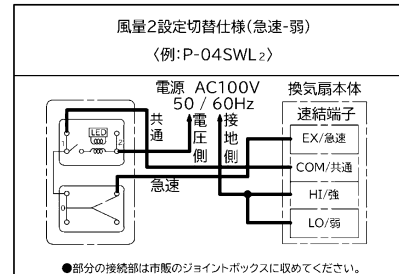 風量2設定切替仕様(急速-弱)
〈例:P-04SWL2〉
電源 AC100V
50 / 60Hz
換気扇本体
速結端子
共通
電圧側
接地側
LED
1
2
EX/急速
COM/共通
急速
HI/強
LO/弱
0
●部分の接続部は市販のジョイントボックスに収めてください。